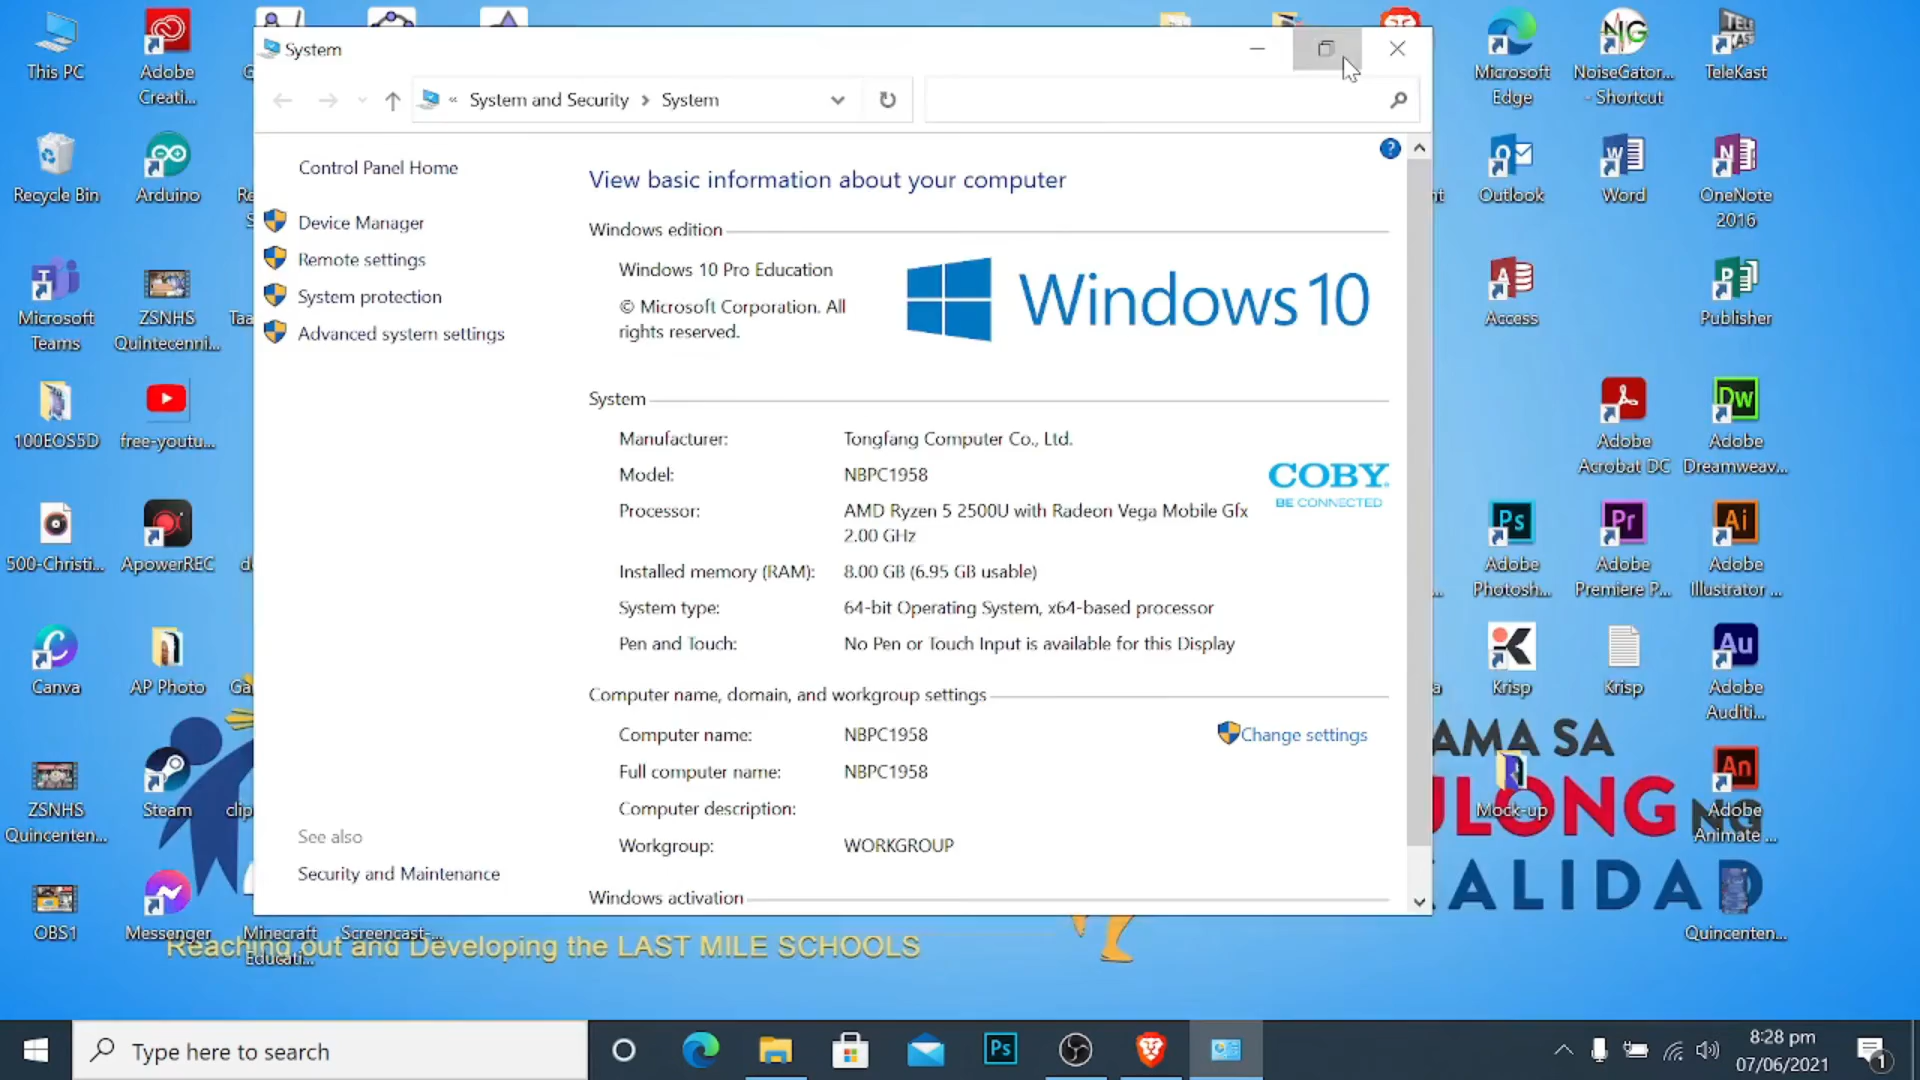 System
« System and Security › System
Control Panel Home
Device Manager
Remote settings
System protection
Advanced system settings
See also
Security and Maintenance
View basic information about your computer
Windows edition
Windows 10 Pro Education
© Microsoft Corporation. All
rights reserved.
Windows 10
System
Manufacturer: Tongfang Computer Co., Ltd.
Model: NBPC1958
Processor: AMD Ryzen 5 2500U with Radeon Vega Mobile Gfx
2.00 GHz
Installed memory (RAM): 8.00 GB (6.95 GB usable)
System type: 64-bit Operating System, x64-based processor
Pen and Touch: No Pen or Touch Input is available for this Display
COBY
BE CONNECTED
Computer name, domain, and workgroup settings
Computer name: NBPC1958
Change settings
Full computer name: NBPC1958
Computer description:
Workgroup: WORKGROUP
Windows activation
This PC
Adobe
Creati...
Recycle Bin
Arduino
Microsoft
Teams
ZSNHS
Quintecenni...
100EOS5D
free-youtu...
500-Christi...
ApowerREC
Canva
AP Photo
ZSNHS
Quincenten...
Steam
clip
OBS1
Messenger
Minecraft
Educati...
Screencast-...
Microsoft
Edge
NoiseGator...
- Shortcut
TeleKast
Outlook
Word
OneNote
2016
Access
Publisher
Adobe
Acrobat DC
Adobe
Dreamweav...
Adobe
Photosh...
Adobe
Premiere P...
Adobe
Illustrator ...
Krisp
Krisp
Adobe
Auditi...
Mock-up
Adobe
Animate ...
Quincenten...
AMA SA
ULONG NG
KALIDAD
Reaching out and Developing the LAST MILE SCHOOLS
Type here to search
8:28 pm
07/06/2021
1